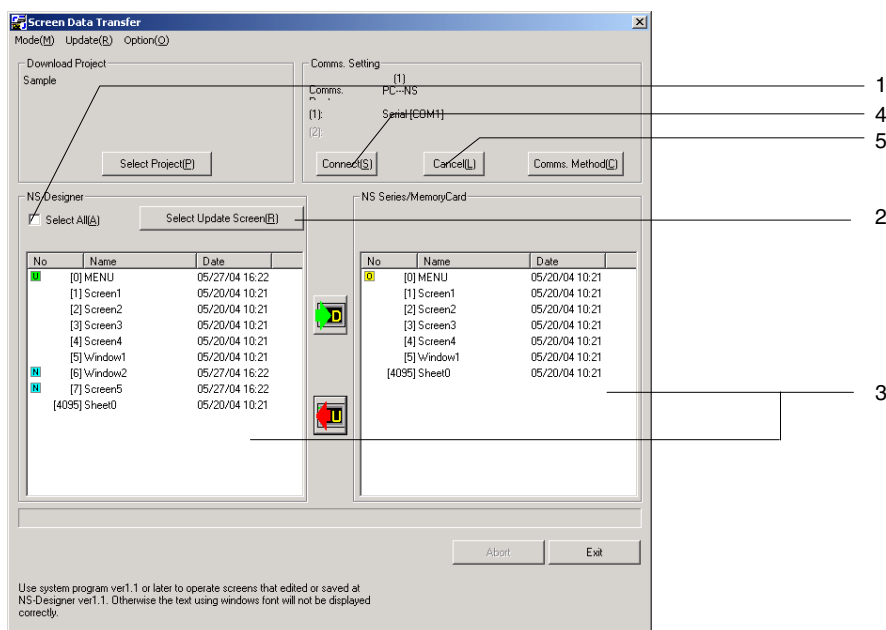 Screen Data Transfer
Mode(M) Update(R) Option(O)
Download Project
Sample
Select Project(P)
Comms. Setting
(1)
Comms. PC---NS
(1): Serial [COM1]
(2):
Connect(S) Cancel(L) Comms. Method(C)
1
4
5
NS-Designer
Select All(A) Select Update Screen(R)
2
No Name Date
U [0] MENU 05/27/04 16:22
[1] Screen1 05/20/04 10:21
[2] Screen2 05/20/04 10:21
[3] Screen3 05/20/04 10:21
[4] Screen4 05/20/04 10:21
[5] Window1 05/20/04 10:21
N [6] Window2 05/27/04 16:22
N [7] Screen5 05/27/04 16:22
[4095] Sheet0 05/20/04 10:21
D
U
NS Series/MemoryCard
No Name Date
O [0] MENU 05/20/04 10:21
[1] Screen1 05/20/04 10:21
[2] Screen2 05/20/04 10:21
[3] Screen3 05/20/04 10:21
[4] Screen4 05/20/04 10:21
[5] Window1 05/20/04 10:21
[4095] Sheet0 05/20/04 10:21
3
Abort Exit
Use system program ver1.1 or later to operate screens that edited or saved at
NS-Designer ver1.1. Otherwise the text using windows font will not be displayed
correctly.